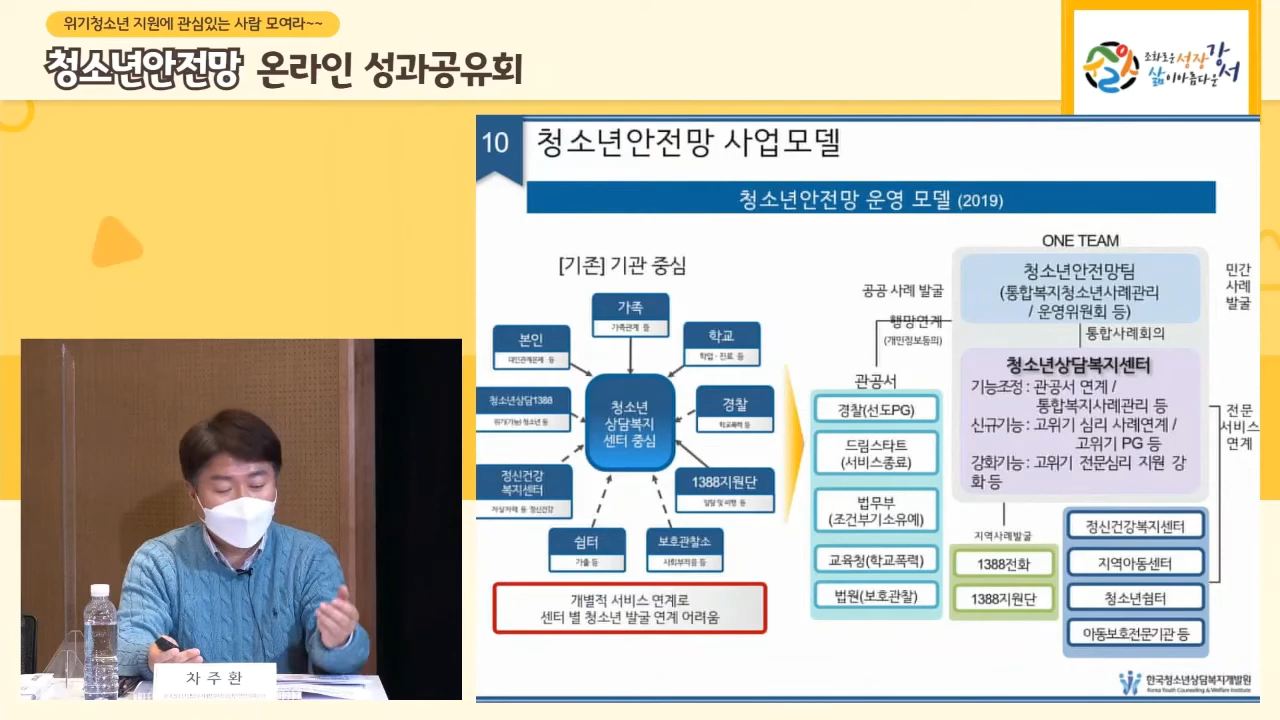 위기청소년 지원에 관심있는 사람 모여라~~
청소년안전망 온라인 성과공유회
조화로운 성장 강서
삶이아름다운
10
청소년안전망 사업모델
청소년안전망 운영 모델 (2019)
[기존] 기관 중심
가족
가족관계 등
본인
대인관계문제 등
학교
학업·진로 등
청소년상담1388
위기(가능)청소년 등
경찰
학교폭력 등
청소년
상담복지
센터 중심
정신건강
복지센터
자살자해 등 정신건강
1388지원단
일탈 및 비행 등
쉼터
가출 등
보호관찰소
사회부적응 등
개별적 서비스 연계로
센터 별 청소년 발굴 연계 어려움
ONE TEAM
청소년안전망팀
(통합복지청소년사례관리
/ 운영위원회 등)
공공 사례 발굴
행망연계
(개인정보동의)
민간
사례
발굴
통합사례회의
청소년상담복지센터
기능조정 : 관공서 연계 /
통합복지사례관리 등
신규기능 : 고위기 심리 사례연계 /
고위기 PG 등
강화기능 : 고위기 전문심리 지원 강
화 등
관공서
경찰(선도PG)
드림스타트
(서비스종료)
법무부
(조건부기소유예)
교육청(학교폭력)
법원(보호관찰)
전문
서비스
연계
지역사례발굴
1388전화
1388지원단
정신건강복지센터
지역아동센터
청소년쉼터
아동보호전문기관 등
한국청소년상담복지개발원
Korea Youth Counseling & Welfare Institute
차 주 환